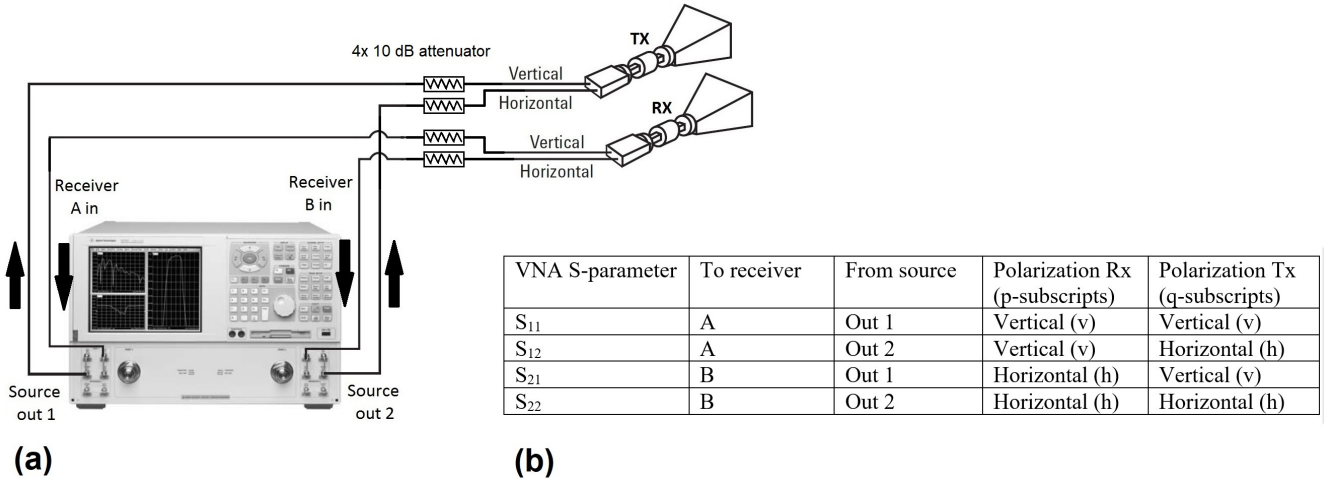 4x 10 dB attenuator
TX
Vertical
Horizontal
RX
Vertical
Horizontal
Receiver
A in
Receiver
B in
Source
out 1
Source
out 2
(a)
VNA S-parameter To receiver From source Polarization Rx (p-subscripts) Polarization Tx (q-subscripts)
S₁₁ A Out 1 Vertical (v) Vertical (v)
S₁₂ A Out 2 Vertical (v) Horizontal (h)
S₂₁ B Out 1 Horizontal (h) Vertical (v)
S₂₂ B Out 2 Horizontal (h) Horizontal (h)
(b)